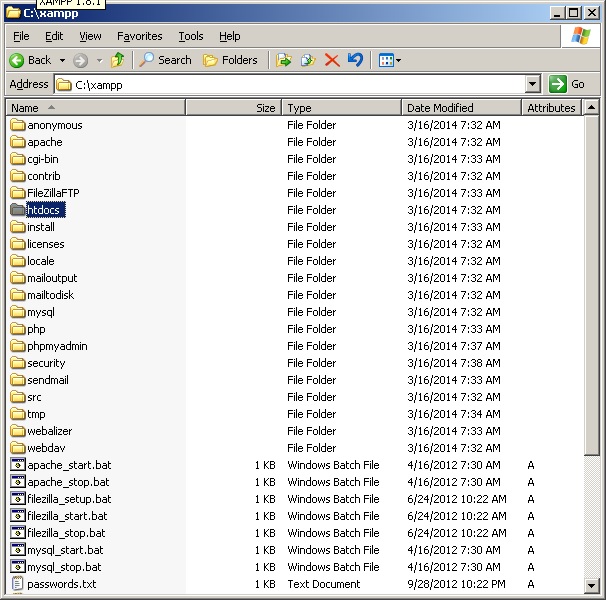 XAMPP 1.8.1
C:\xampp
File Edit View Favorites Tools Help
Back Search Folders
Address C:\xampp Go
Name Size Type Date Modified Attributes
anonymous File Folder 3/16/2014 7:32 AM
apache File Folder 3/16/2014 7:32 AM
cgi-bin File Folder 3/16/2014 7:33 AM
contrib File Folder 3/16/2014 7:32 AM
FileZillaFTP File Folder 3/16/2014 7:33 AM
htdocs File Folder 3/16/2014 7:32 AM
install File Folder 3/16/2014 7:33 AM
licenses File Folder 3/16/2014 7:32 AM
locale File Folder 3/16/2014 7:32 AM
mailoutput File Folder 3/16/2014 7:32 AM
mailtodisk File Folder 3/16/2014 7:32 AM
mysql File Folder 3/16/2014 7:32 AM
php File Folder 3/16/2014 7:33 AM
phpmyadmin File Folder 3/16/2014 7:37 AM
security File Folder 3/16/2014 7:38 AM
sendmail File Folder 3/16/2014 7:33 AM
src File Folder 3/16/2014 7:32 AM
tmp File Folder 3/16/2014 7:34 AM
webalizer File Folder 3/16/2014 7:33 AM
webdav File Folder 3/16/2014 7:32 AM
apache_start.bat 1 KB Windows Batch File 4/16/2012 7:30 AM A
apache_stop.bat 1 KB Windows Batch File 4/16/2012 7:30 AM A
filezilla_setup.bat 1 KB Windows Batch File 6/24/2012 10:22 AM A
filezilla_start.bat 1 KB Windows Batch File 6/24/2012 10:22 AM A
filezilla_stop.bat 1 KB Windows Batch File 6/24/2012 10:22 AM A
mysql_start.bat 1 KB Windows Batch File 4/16/2012 7:30 AM A
mysql_stop.bat 1 KB Windows Batch File 4/16/2012 7:30 AM A
passwords.txt 1 KB Text Document 9/28/2012 10:22 PM A